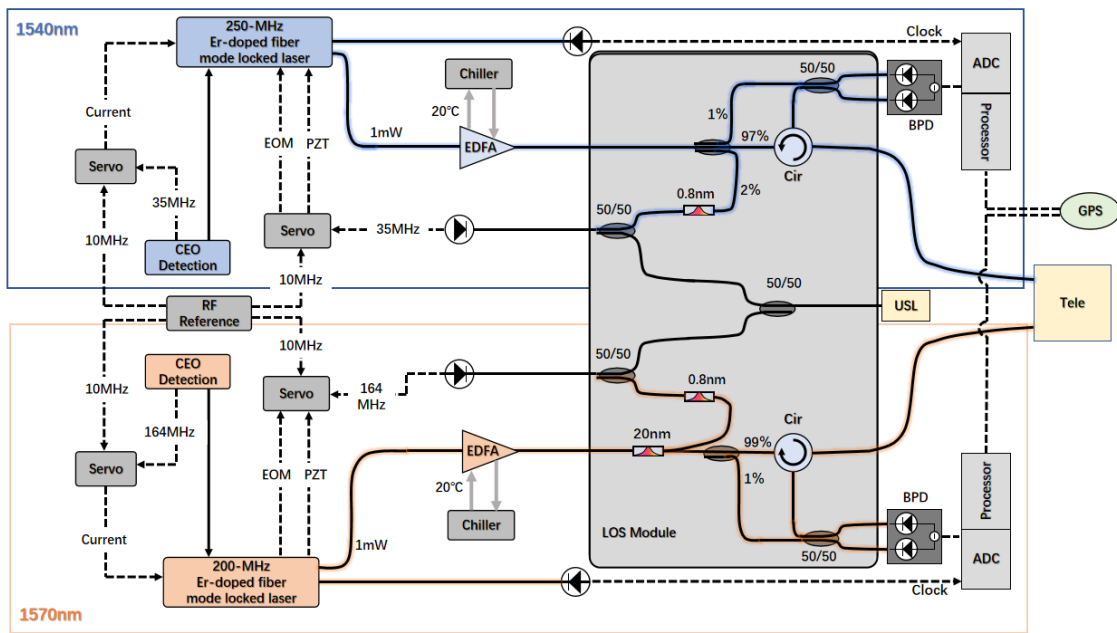 1540nm
250-MHz
Er-doped fiber
mode locked laser
Clock
ADC
Processor
50/50
BPD
Chiller
20℃
Current
EOM
PZT
1mW
EDFA
1%
97%
Cir
2%
0.8nm
Servo
35MHz
10MHz
CEO
Detection
Servo
35MHz
10MHz
50/50
GPS
50/50
USL
Tele
RF
Reference
10MHz
10MHz
CEO
Detection
164MHz
Servo
Servo
164
MHz
50/50
0.8nm
20nm
99%
1%
Cir
EOM
PZT
EDFA
20℃
Chiller
1mW
LOS Module
50/50
BPD
Processor
ADC
Clock
Current
200-MHz
Er-doped fiber
mode locked laser
1570nm